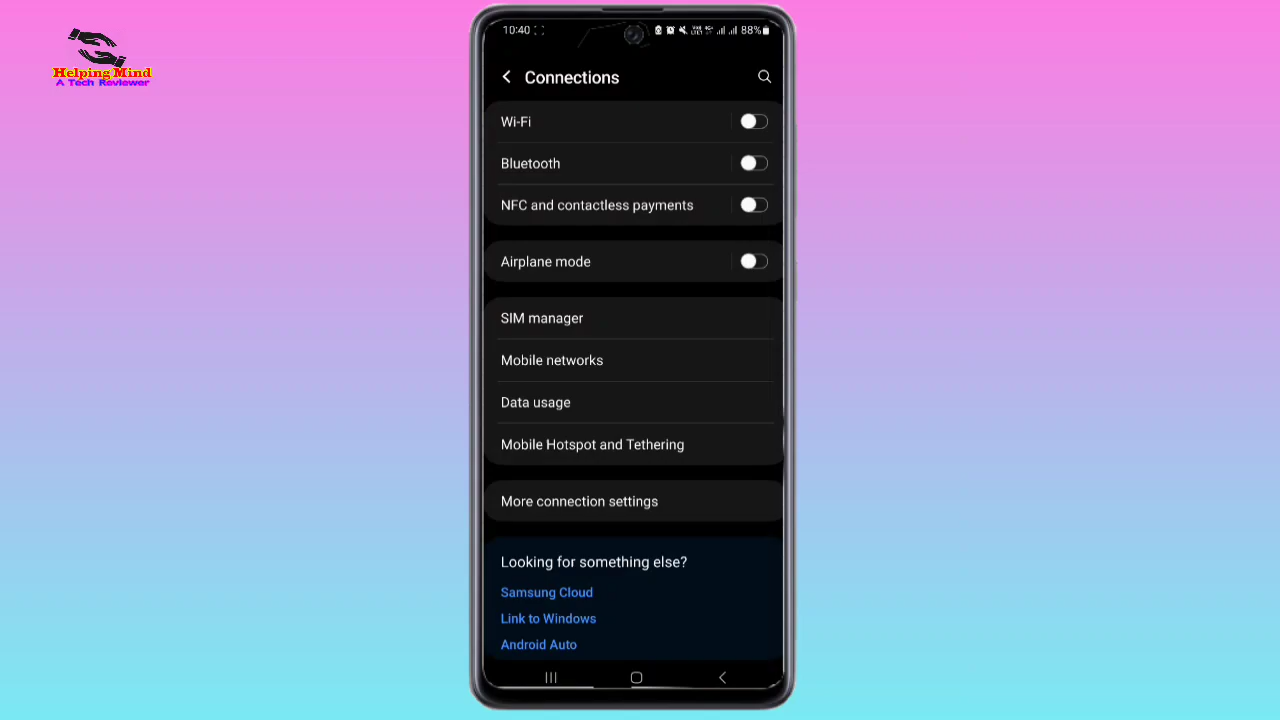 Helping Mind
A Tech Reviewer
10:40
88%
Connections
Wi-Fi
Bluetooth
NFC and contactless payments
Airplane mode
SIM manager
Mobile networks
Data usage
Mobile Hotspot and Tethering
More connection settings
Looking for something else?
Samsung Cloud
Link to Windows
Android Auto